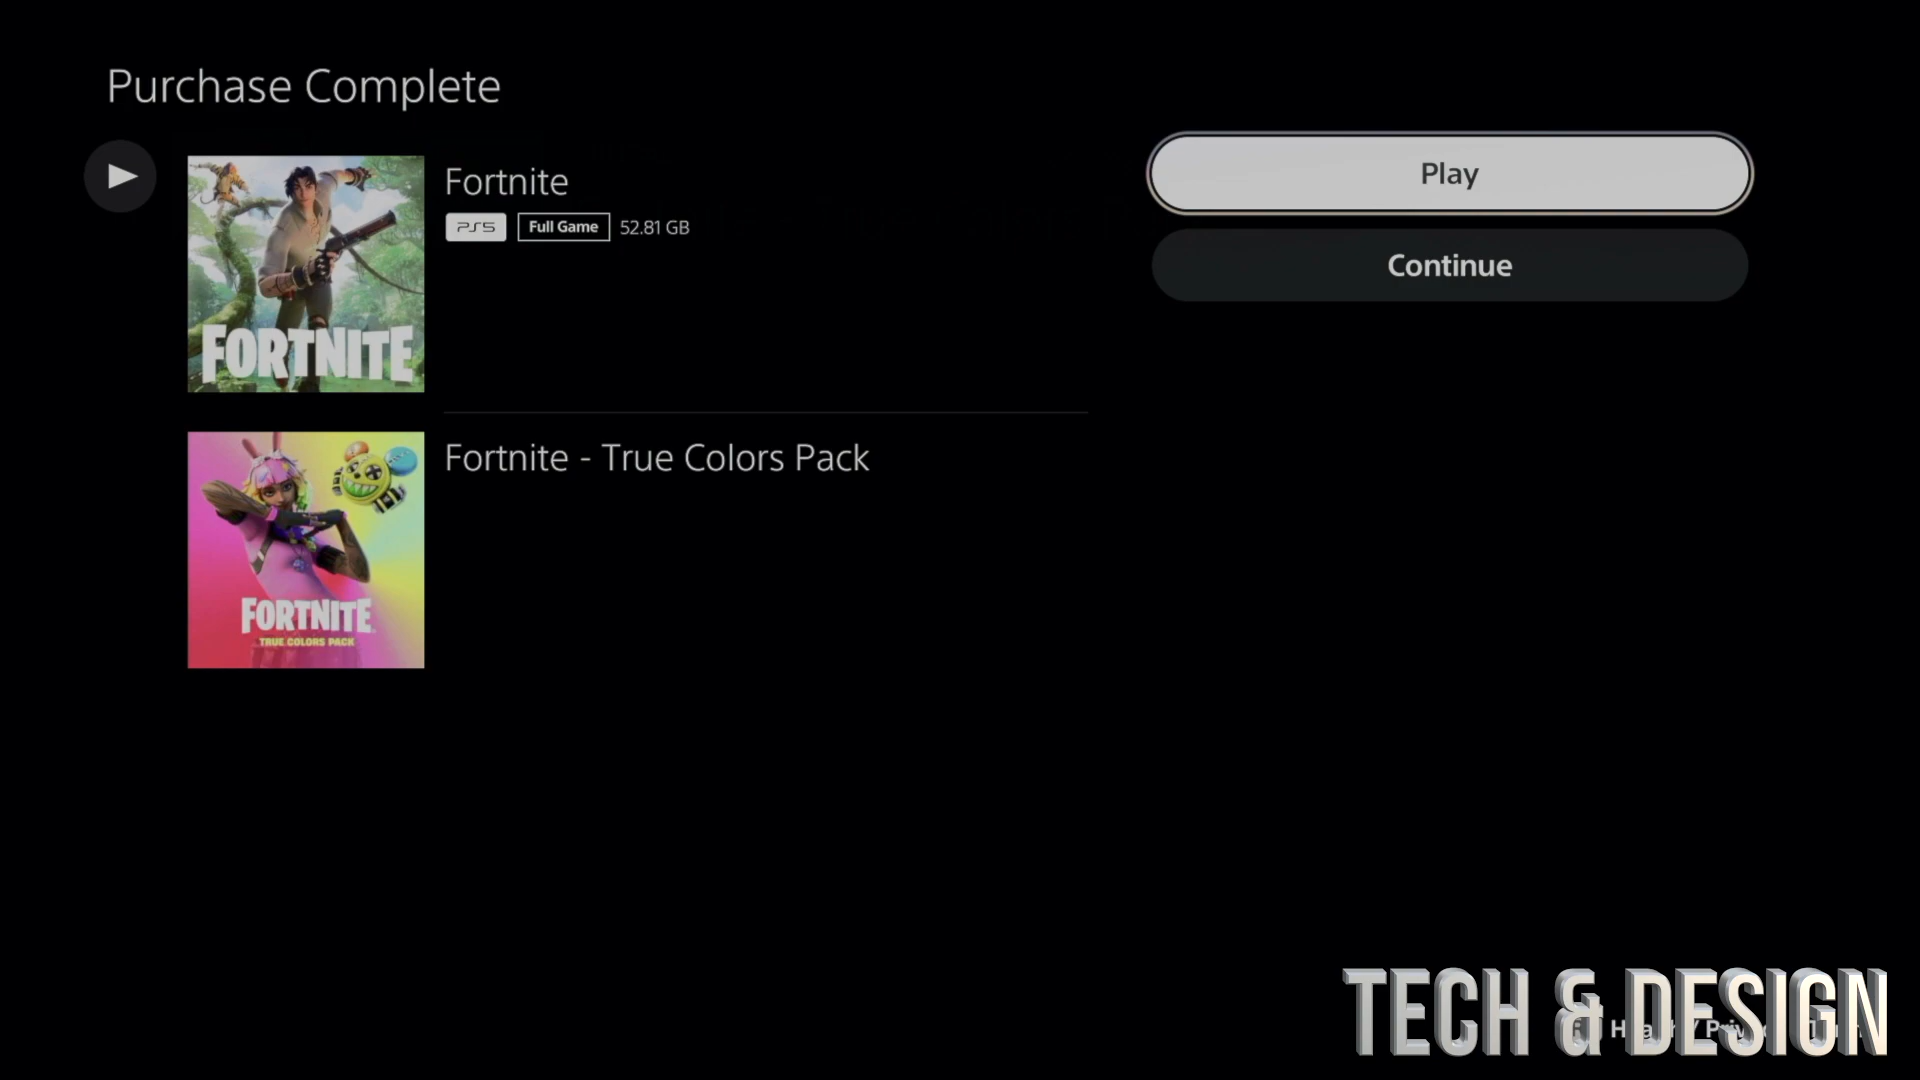 Purchase Complete
Fortnite
PS5 Full Game 52.81 GB
FORTNITE
Play
Continue
Fortnite - True Colors Pack
FORTNITE
TRUE COLORS PACK
TECH & DESIGN